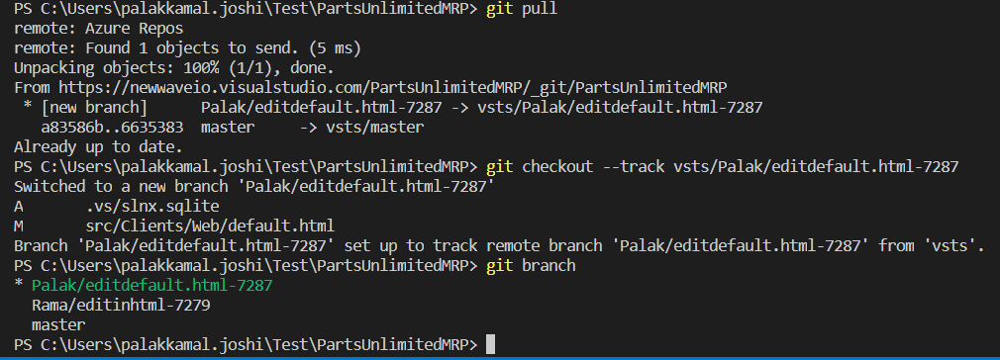 PS C:\Users\palakkamal.joshi\Test\PartsUnlimitedMRP> git pull
remote: Azure Repos
remote: Found 1 objects to send. (5 ms)
Unpacking objects: 100% (1/1), done.
From https://newwaveio.visualstudio.com/PartsUnlimitedMRP/_git/PartsUnlimitedMRP
 * [new branch]      Palak/editdefault.html-7287 -> vsts/Palak/editdefault.html-7287
   a83586b..6635383  master     -> vsts/master
Already up to date.
PS C:\Users\palakkamal.joshi\Test\PartsUnlimitedMRP> git checkout --track vsts/Palak/editdefault.html-7287
Switched to a new branch 'Palak/editdefault.html-7287'
A       .vs/slnx.sqlite
M       src/Clients/Web/default.html
Branch 'Palak/editdefault.html-7287' set up to track remote branch 'Palak/editdefault.html-7287' from 'vsts'.
PS C:\Users\palakkamal.joshi\Test\PartsUnlimitedMRP> git branch
* Palak/editdefault.html-7287
  Rama/editinhtml-7279
  master
PS C:\Users\palakkamal.joshi\Test\PartsUnlimitedMRP>